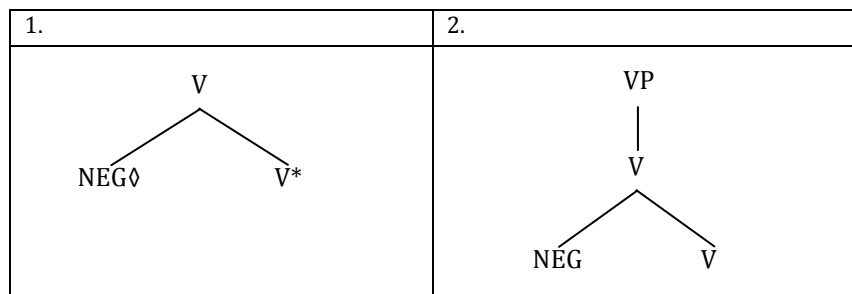 1. 2.
V VP
V
NEG◊ V*
NEG V